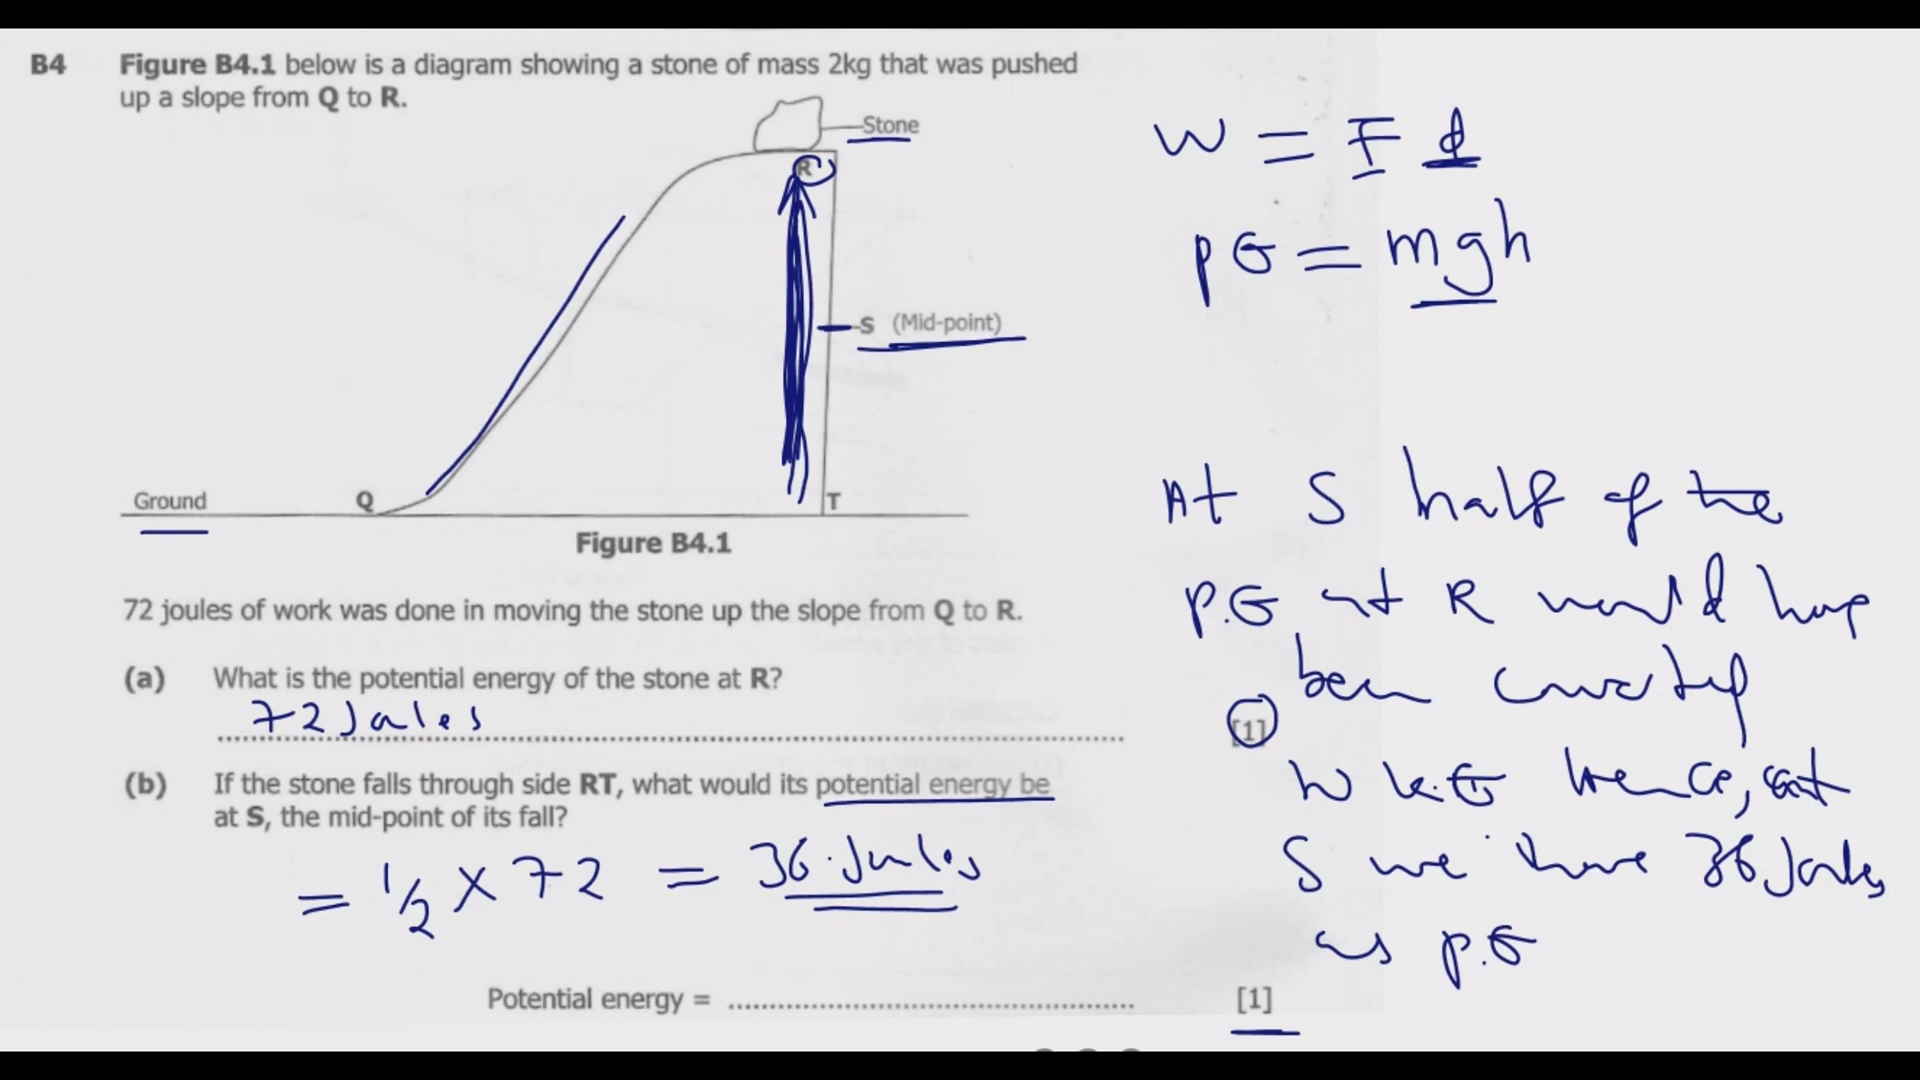 B4 Figure B4.1 below is a diagram showing a stone of mass 2kg that was pushed
up a slope from Q to R.
Stone
R
S (Mid-point)
Ground
Q
T
Figure B4.1
72 joules of work was done in moving the stone up the slope from Q to R.
(a) What is the potential energy of the stone at R?
72 Joules
[1]
(b) If the stone falls through side RT, what would its potential energy be
at S, the mid-point of its fall?
= 1/2 x 72 = 36 Joules
Potential energy = ........................................ [1]
W = Fd
PE = mgh
At S half of the
P.E at R would have
been converted
to K.E hence, at
S we have 36 Joules
as P.E